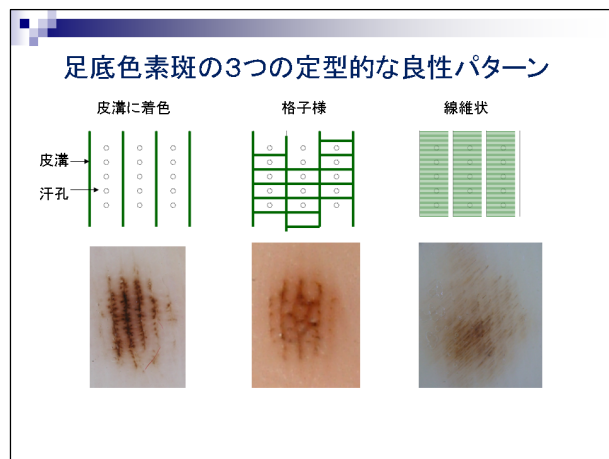 足底色素斑の3つの定型的な良性パターン
皮溝に着色
格子様
線維状
皮溝
汗孔